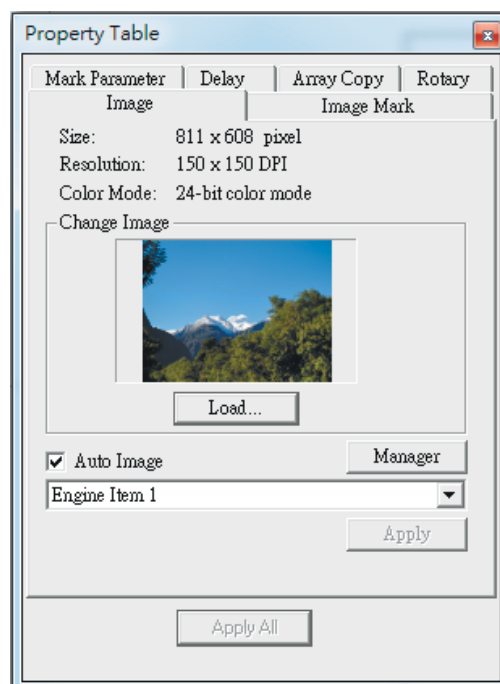 Property Table
Mark Parameter Delay Array Copy Rotary
Image Image Mark
Size: 811 x 608 pixel
Resolution: 150 x 150 DPI
Color Mode: 24-bit color mode
Change Image
Load...
Auto Image Manager
Engine Item 1
Apply
Apply All